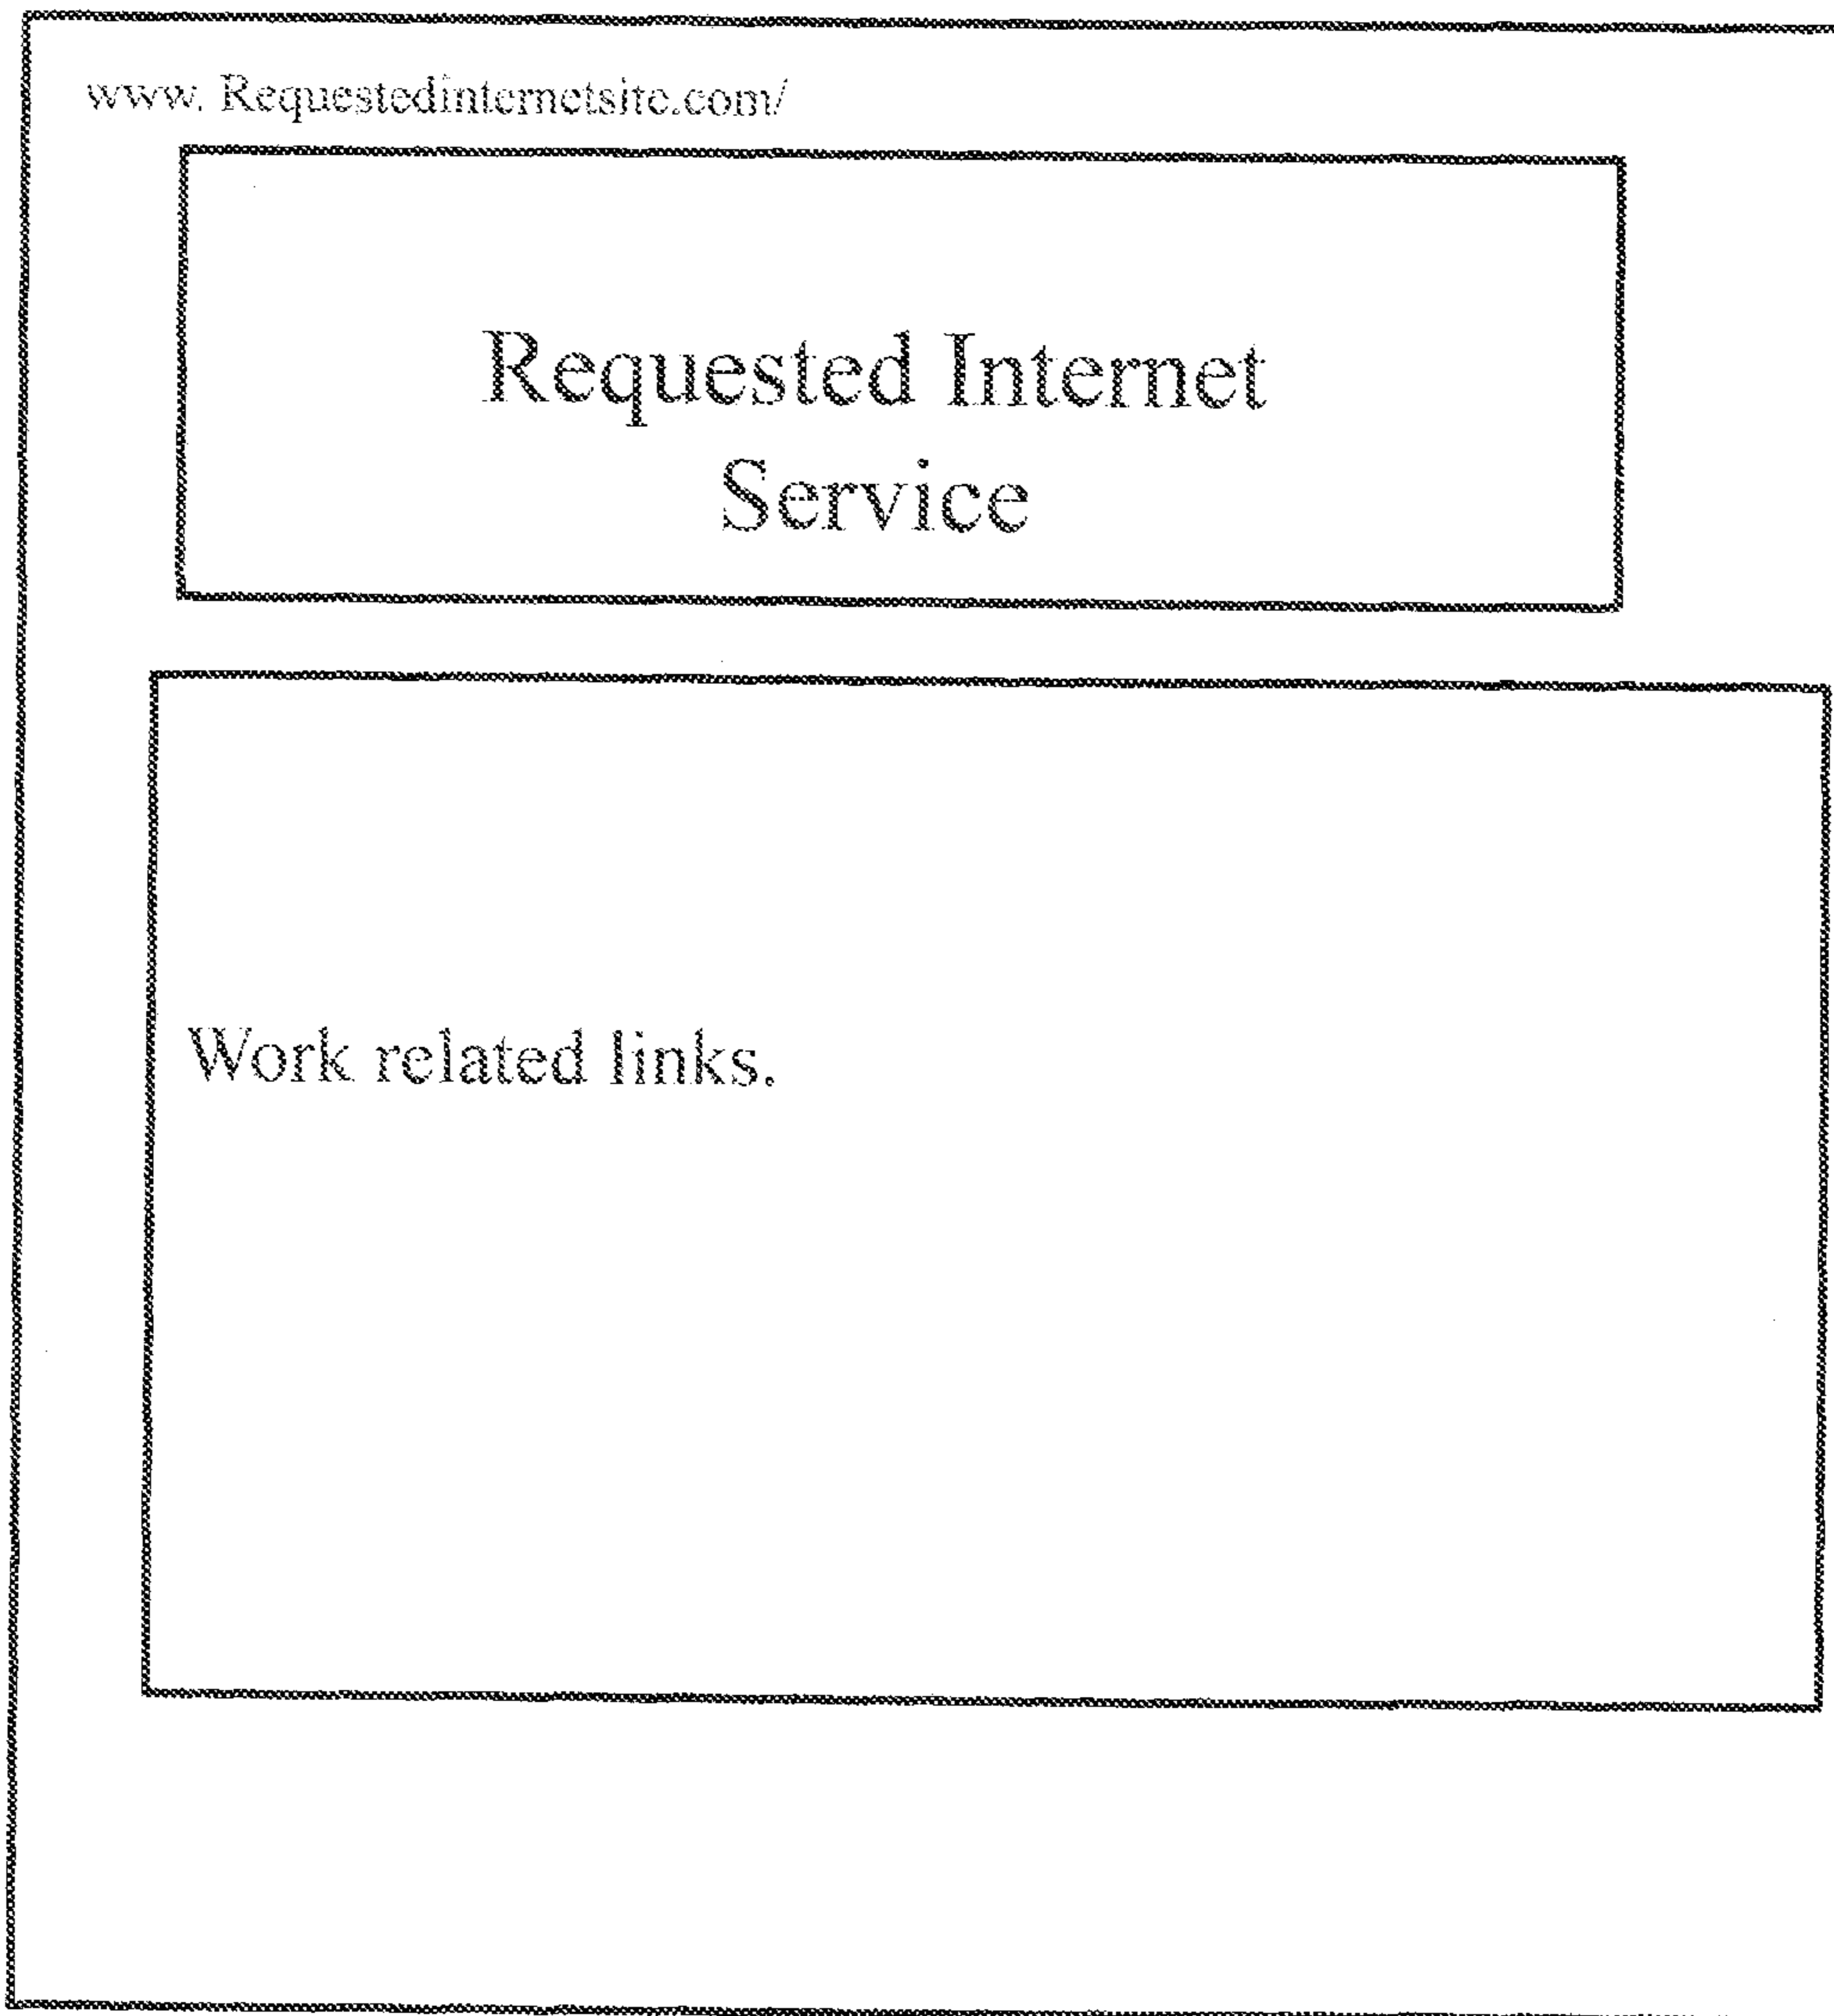 www. Requestedinternetsite.com/
Requested Internet
Service
Work related links.